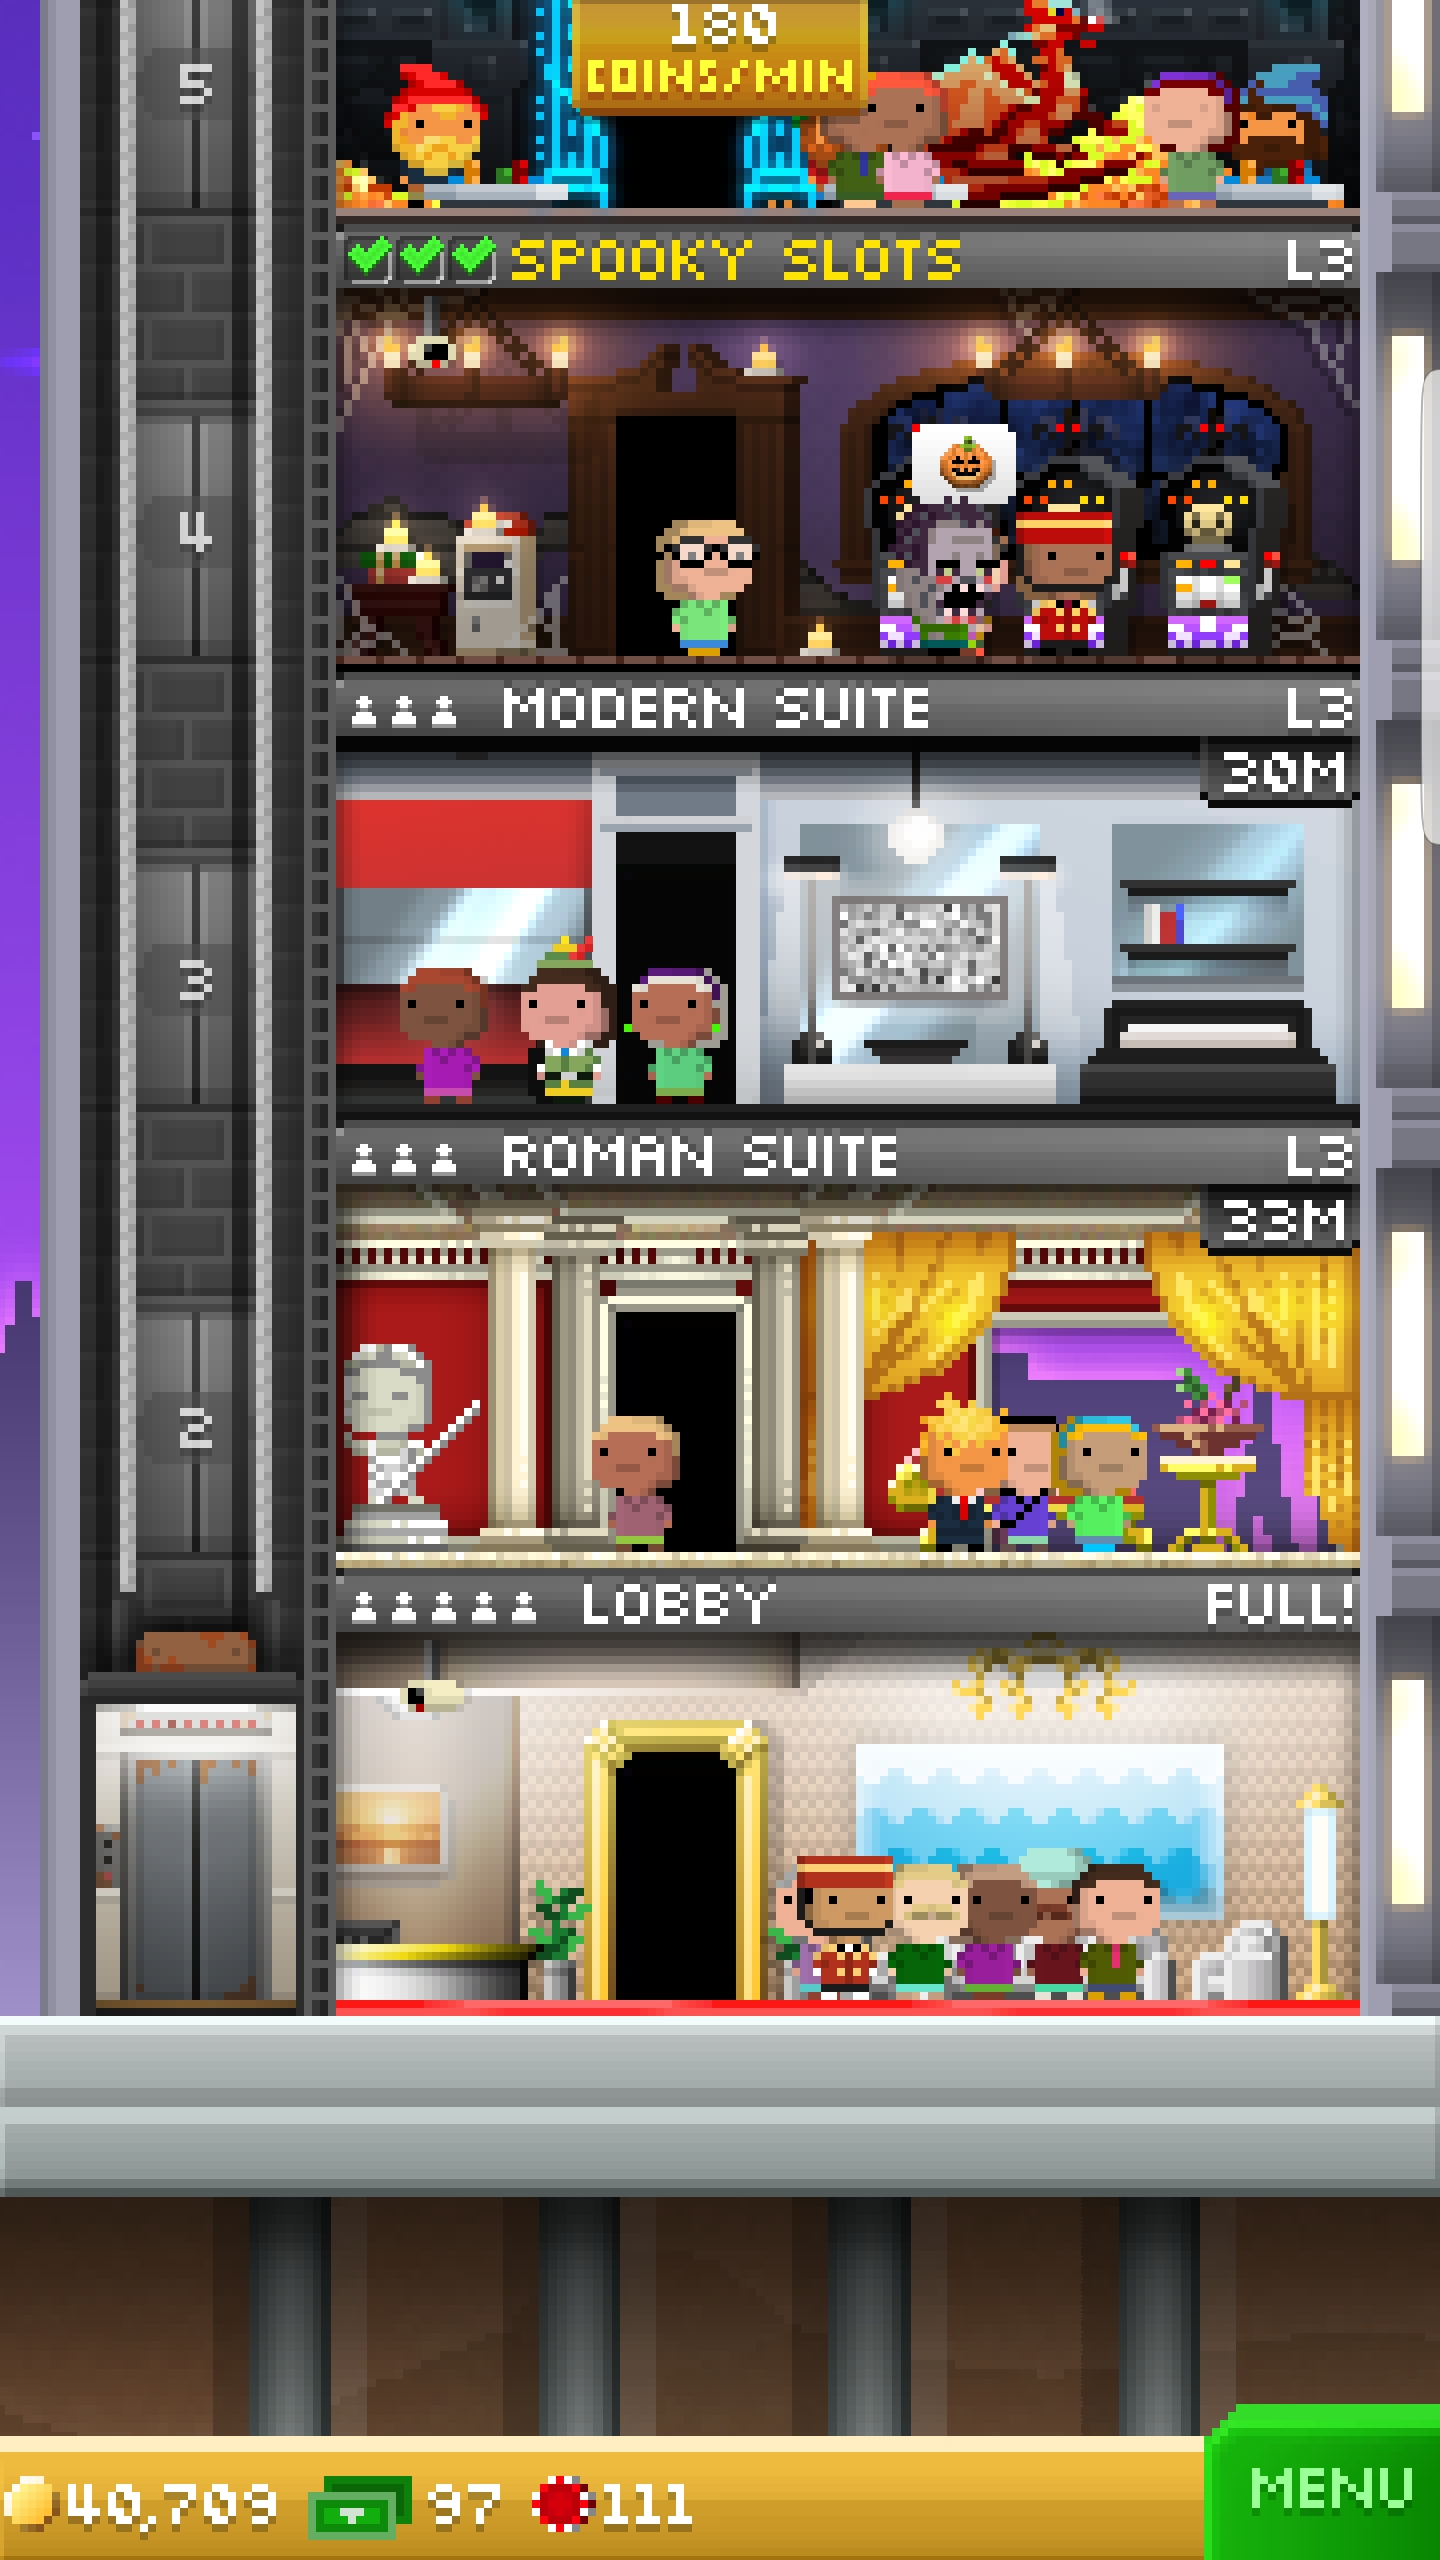 180
COINS/MIN
5
SPOOKY SLOTS L3
4
MODERN SUITE L3
30M
3
ROMAN SUITE L3
33M
2
LOBBY FULL!
40,709 97 111
MENU